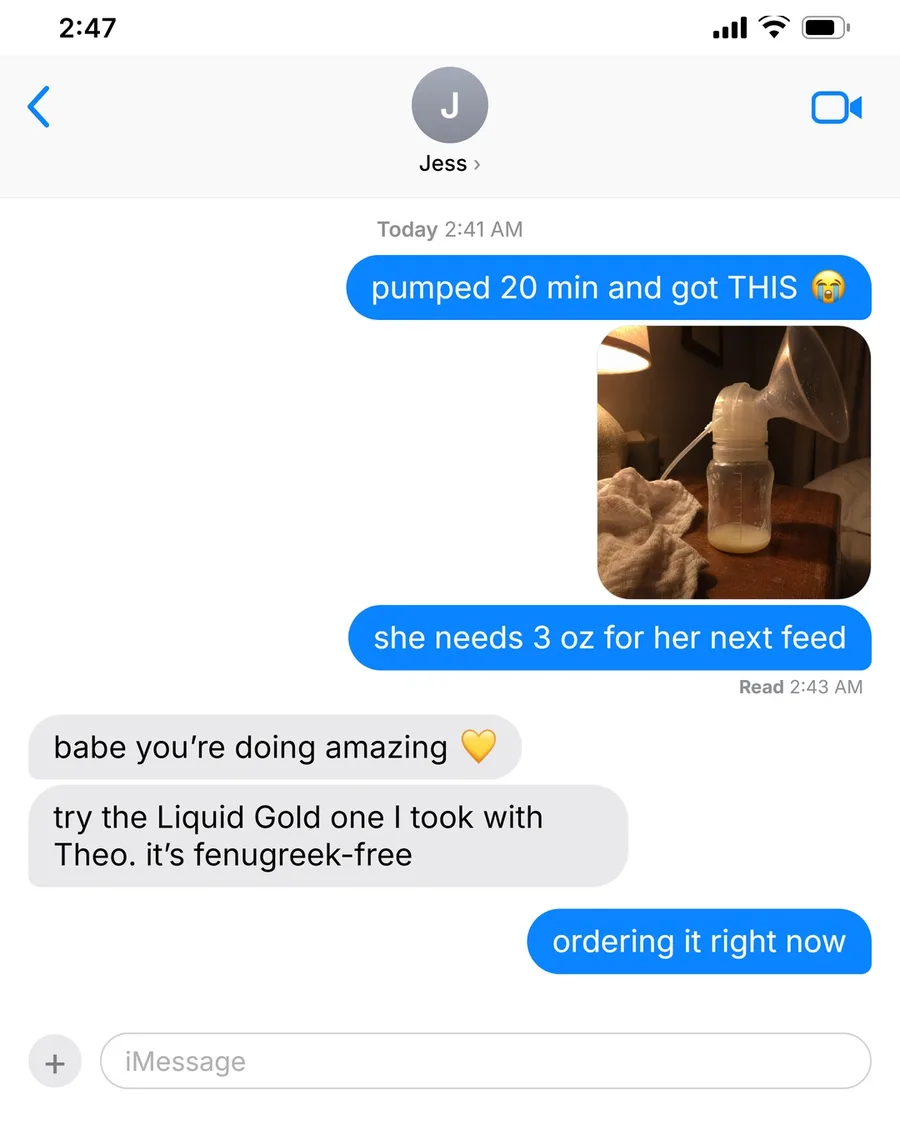 2:47
J
Jess ›
Today 2:41 AM
pumped 20 min and got THIS 😭
she needs 3 oz for her next feed
Read 2:43 AM
babe you’re doing amazing 💛
try the Liquid Gold one I took with
Theo. it’s fenugreek-free
ordering it right now
+
iMessage